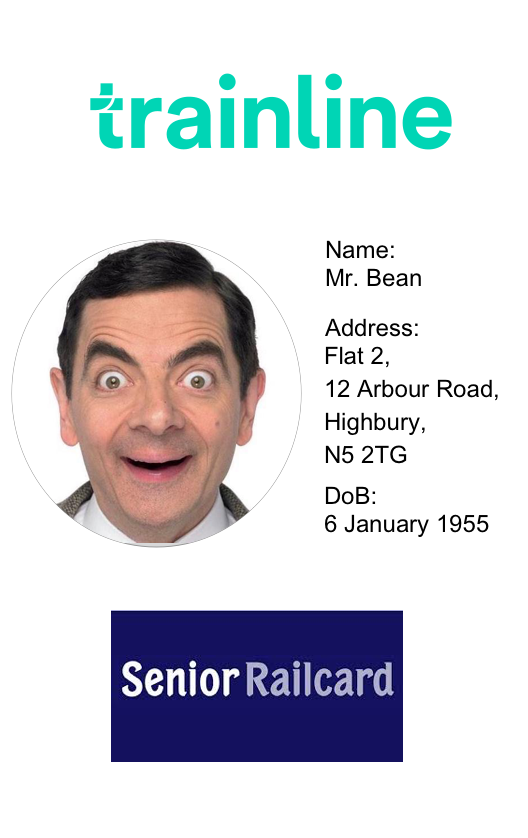 trainline
Name:
Mr. Bean
Address:
Flat 2,
12 Arbour Road,
Highbury,
N5 2TG
DoB:
6 January 1955
Senior Railcard